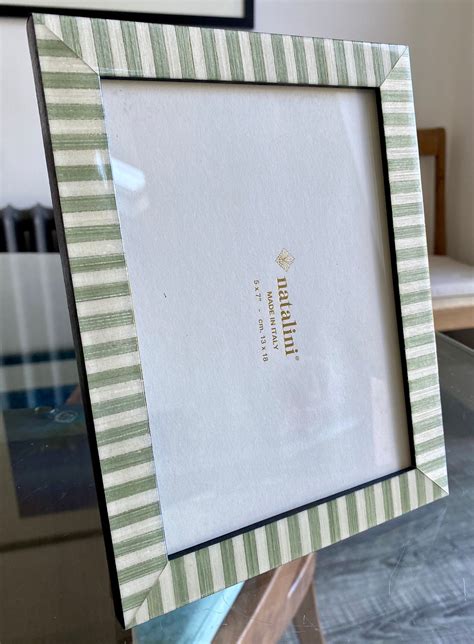 natalini®
MADE IN ITALY
5 x 7" - cm. 13 x 18